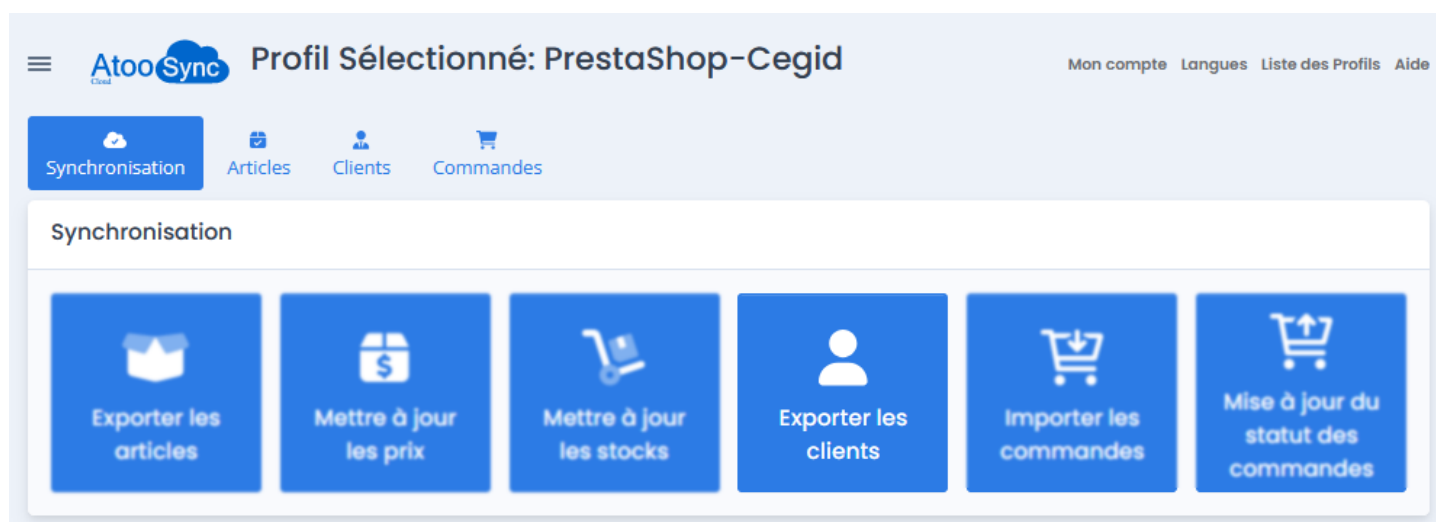 AtooSync
Cloud
Profil Sélectionné: PrestaShop-Cegid
Mon compte Langues Liste des Profils Aide
Synchronisation Articles Clients Commandes
Synchronisation
Exporter les
articles
Mettre à jour
les prix
Mettre à jour
les stocks
Exporter les
clients
Importer les
commandes
Mise à jour du
statut des
commandes